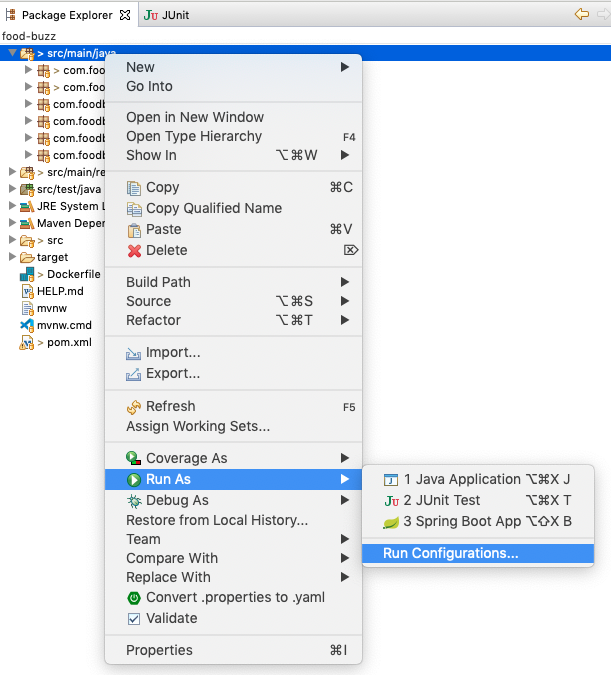 Package Explorer
JUnit
food-buzz
> src/main/java
> com.foo
> com.foo
com.foodb
com.foodb
com.foodb
com.foodb
> src/main/re
src/test/java
JRE System L
Maven Depen
> src
target
> Dockerfile
HELP.md
mvnw
mvnw.cmd
> pom.xml
New
Go Into
Open in New Window
Open Type Hierarchy F4
Show In ⌥⌘W
Copy ⌘C
Copy Qualified Name
Paste ⌘V
Delete ⌦
Build Path
Source ⌥⌘S
Refactor ⌥⌘T
Import...
Export...
Refresh F5
Assign Working Sets...
Coverage As
Run As
Debug As
Restore from Local History...
Team
Compare With
Replace With
Convert .properties to .yaml
Validate
Properties ⌘I
1 Java Application ⌥⌘X J
2 JUnit Test ⌥⌘X T
3 Spring Boot App ⌥⇧X B
Run Configurations...